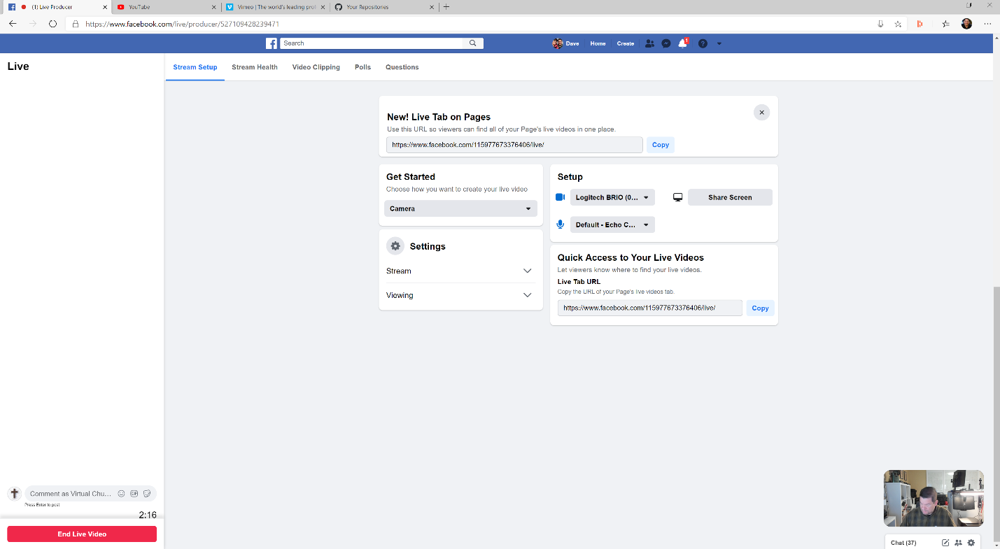 (1) Live Producer
YouTube
Vimeo | The world's leading prof
Your Repositories
https://www.facebook.com/live/producer/527109428239471
Search
Dave
Home
Create
1
Live
Stream Setup
Stream Health
Video Clipping
Polls
Questions
New! Live Tab on Pages
Use this URL so viewers can find all of your Page's live videos in one place.
https://www.facebook.com/115977673376406/live/
Copy
Get Started
Choose how you want to create your live video
Camera
Settings
Stream
Viewing
Setup
Logitech BRIO (0...
Share Screen
Default - Echo C...
Quick Access to Your Live Videos
Let viewers know where to find your live videos.
Live Tab URL
Copy the URL of your Page's live videos tab.
https://www.facebook.com/115977673376406/live/
Copy
Comment as Virtual Chu...
GIF
Press Enter to post
2:16
End Live Video
Chat (37)